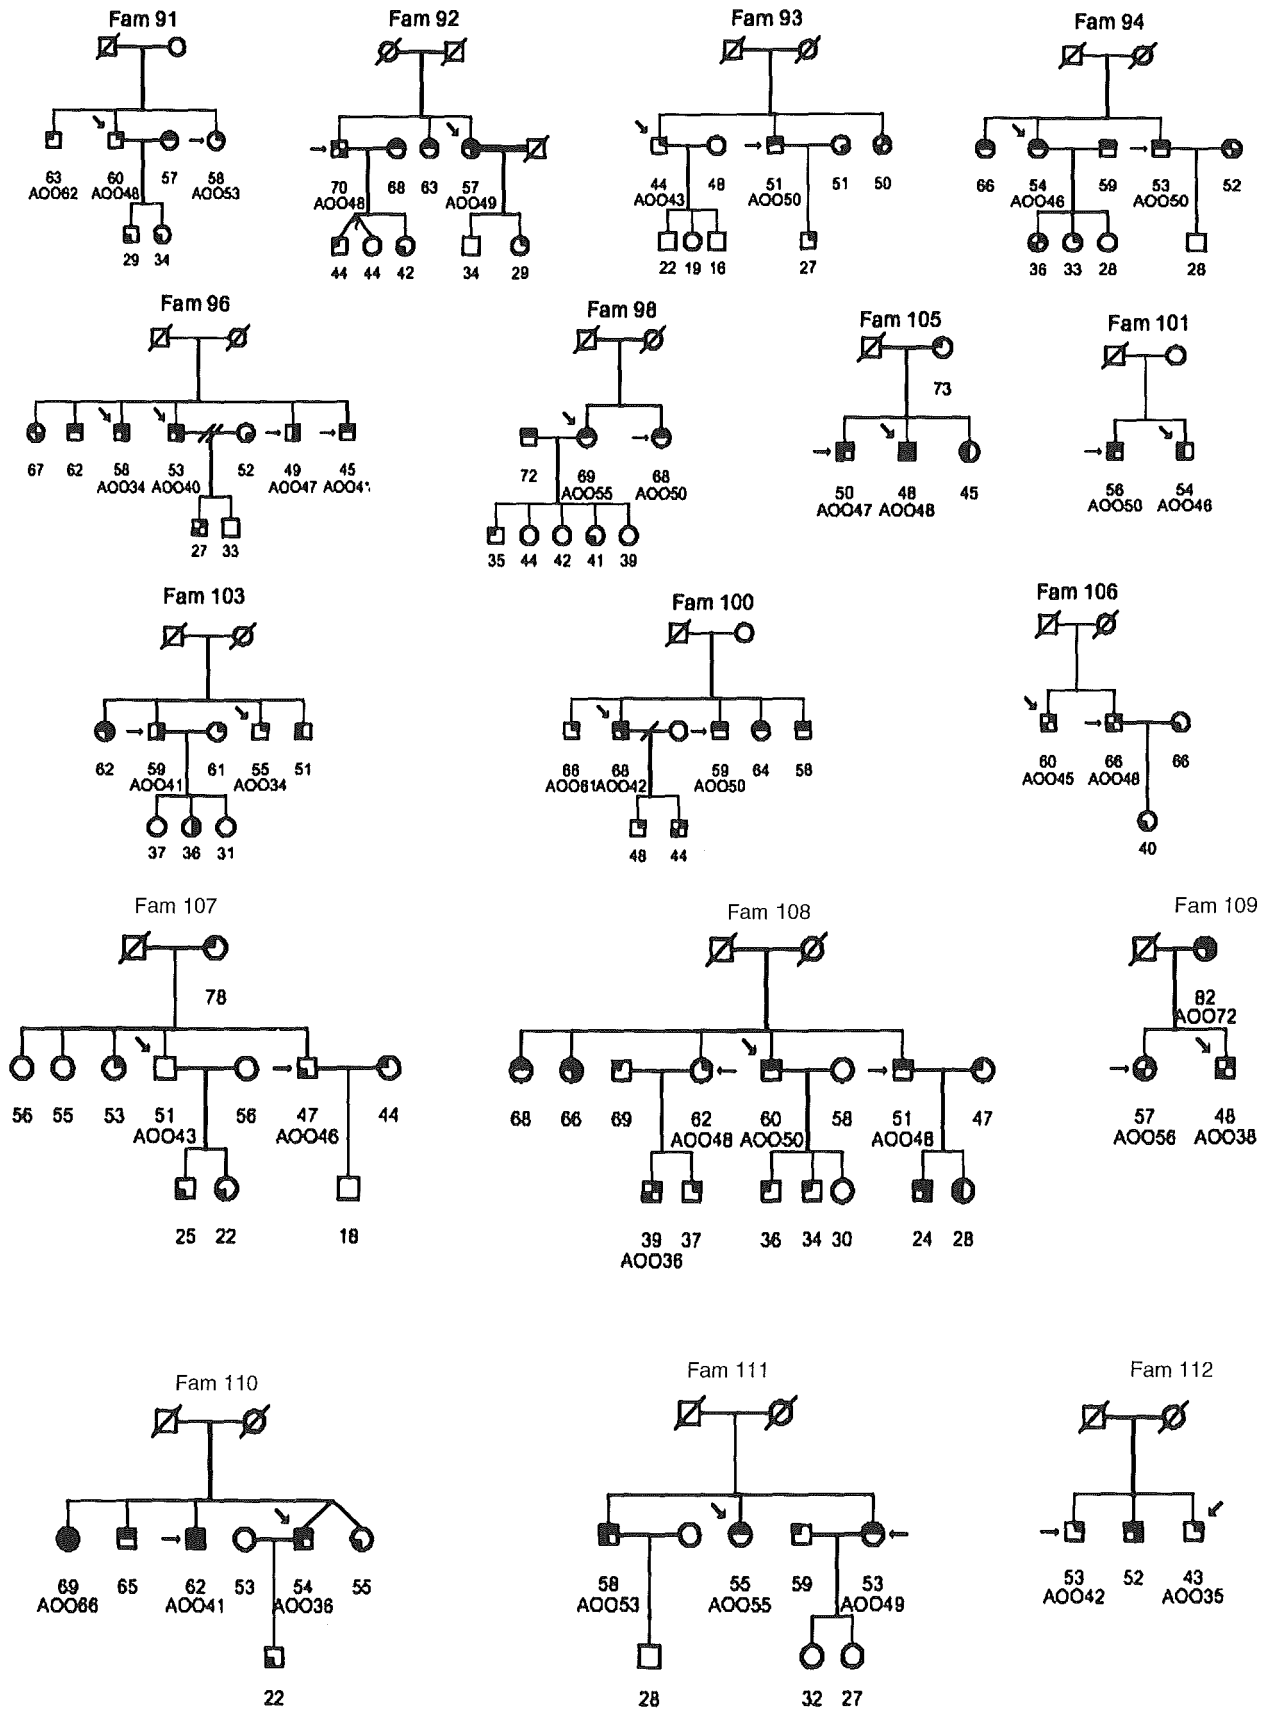 Fam 91 Fam 92 Fam 93 Fam 94
63 60 57 58 70 68 63 57 44 48 51 51 50 66 54 59 53 52
AOO62 AOO48 AOO53 AOO48 AOO49 AOO43 AOO50 AOO46 AOO50
29 34 44 44 42 34 29 22 19 16 27 36 33 28 28
Fam 96 Fam 98 Fam 105 Fam 101
73
67 62 58 53 52 49 45 72 69 68 50 48 45 56 54
AOO34 AOO40 AOO47 AOO55 AOO50 AOO47 AOO48 AOO50 AOO46
27 33 35 44 42 41 39
Fam 103 Fam 100 Fam 106
62 59 61 55 51 68 59 64 58 60 66 66
AOO41 AOO34 AOO61 AOO42 AOO50 AOO45 AOO48
37 36 31 48 44 40
Fam 107 Fam 108 Fam 109
78 82
AOO72
56 55 53 51 56 47 44 68 66 69 62 60 58 51 47 57 48
AOO43 AOO46 AOO48 AOO50 AOO48 AOO56 AOO38
25 22 18 39 37 36 34 30 24 28
AOO36
Fam 110 Fam 111 Fam 112
69 65 62 53 54 55 58 55 59 53 53 52 43
AOO66 AOO41 AOO36 AOO53 AOO55 AOO49 AOO42 AOO35
22 28 32 27